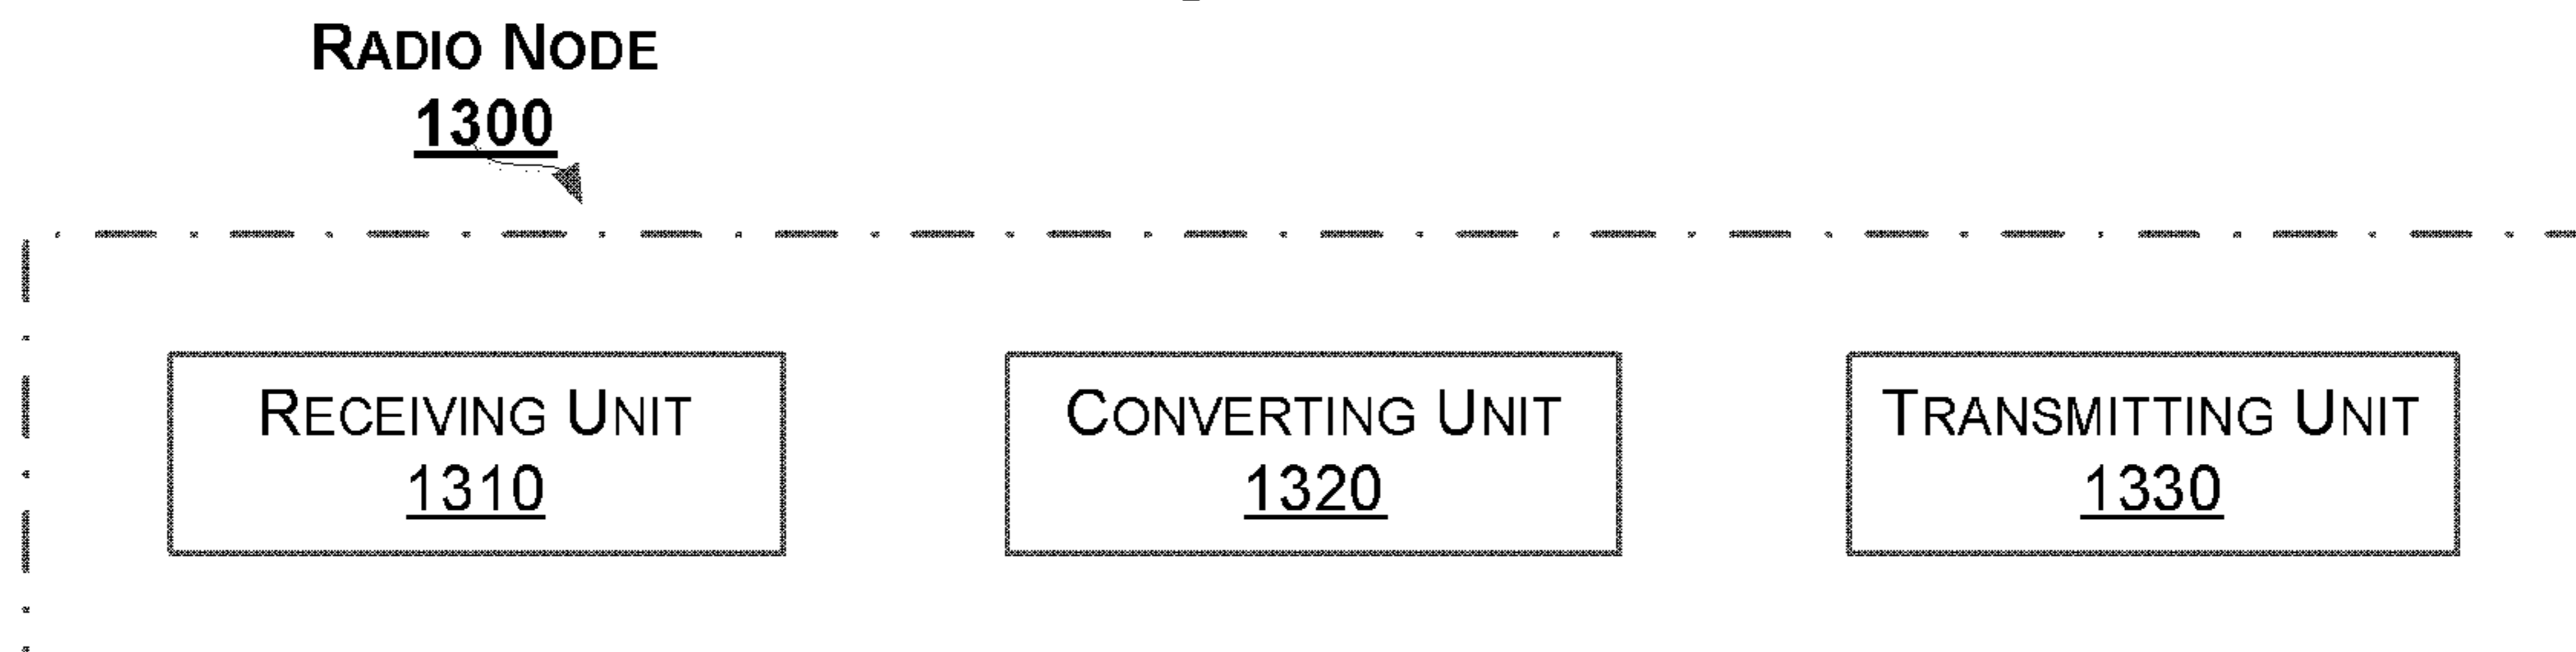 RADIO NODE
1300
RECEIVING UNIT
1310
CONVERTING UNIT
1320
TRANSMITTING UNIT
1330